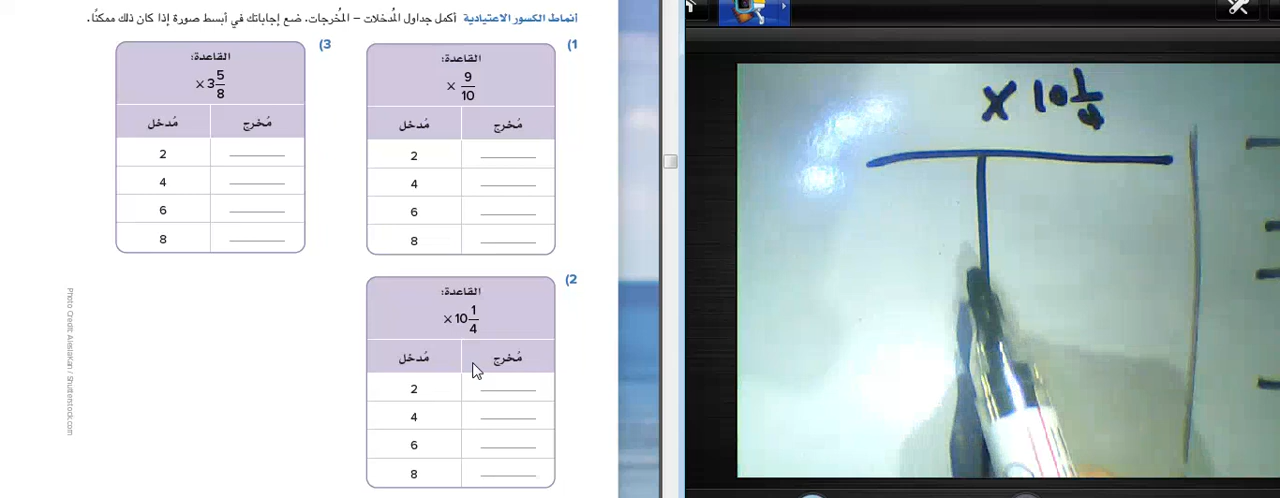 أنماط الكسور الاعتيادية أكمل جداول المُدخلات – المُخرجات. ضع إجاباتك في أبسط صورة إذا كان ذلك ممكنًا.
(1
القاعدة:
× 9/10
مُدخل مُخرج
2
4
6
8
(3
القاعدة:
× 3 5/8
مُدخل مُخرج
2
4
6
8
(2
القاعدة:
× 10 1/4
مُدخل مُخرج
2
4
6
8
Photo Credit: AlesiaKan / Shutterstock.com
× 10 1/4